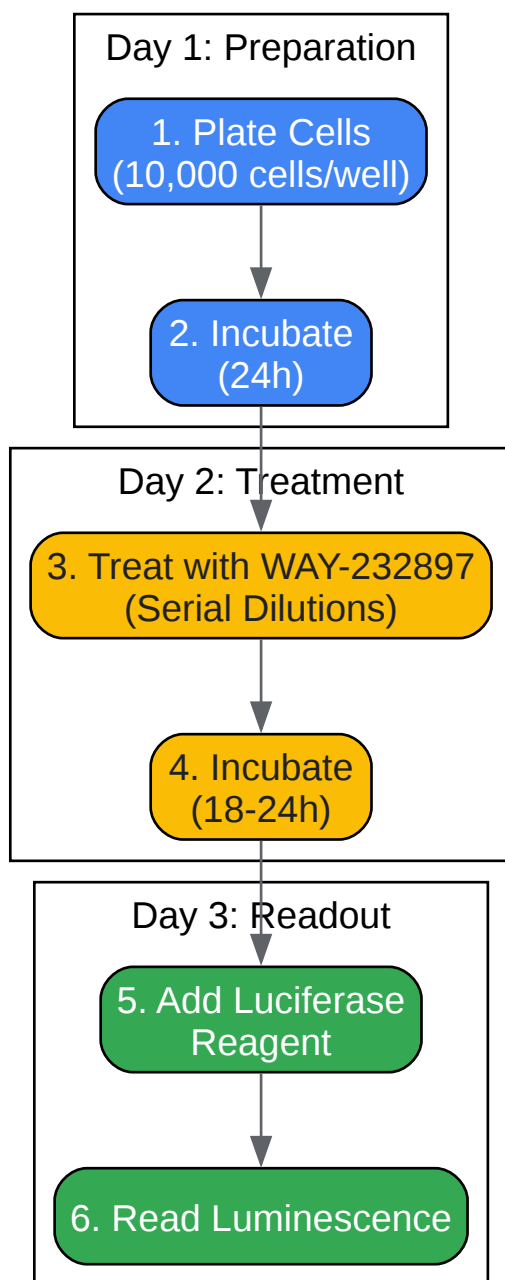 Day 1: Preparation
1. Plate Cells
(10,000 cells/well)
2. Incubate
(24h)
Day 2: Treatment
3. Treat with WAY-232897
(Serial Dilutions)
4. Incubate
(18-24h)
Day 3: Readout
5. Add Luciferase
Reagent
6. Read Luminescence